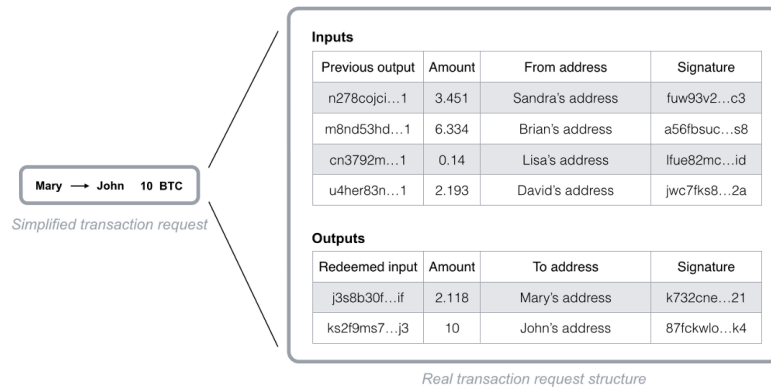 Mary → John 10 BTC
Simplified transaction request
Inputs
Previous output Amount From address Signature
n278cojci...1 3.451 Sandra's address fuw93v2...c3
m8nd53hd...1 6.334 Brian's address a56fbsuc...s8
cn3792m...1 0.14 Lisa's address lfue82mc...id
u4her83n...1 2.193 David's address jwc7fks8...2a
Outputs
Redeemed input Amount To address Signature
j3s8b30f...if 2.118 Mary's address k732cne...21
ks2f9ms7...j3 10 John's address 87fckwlo...k4
Real transaction request structure